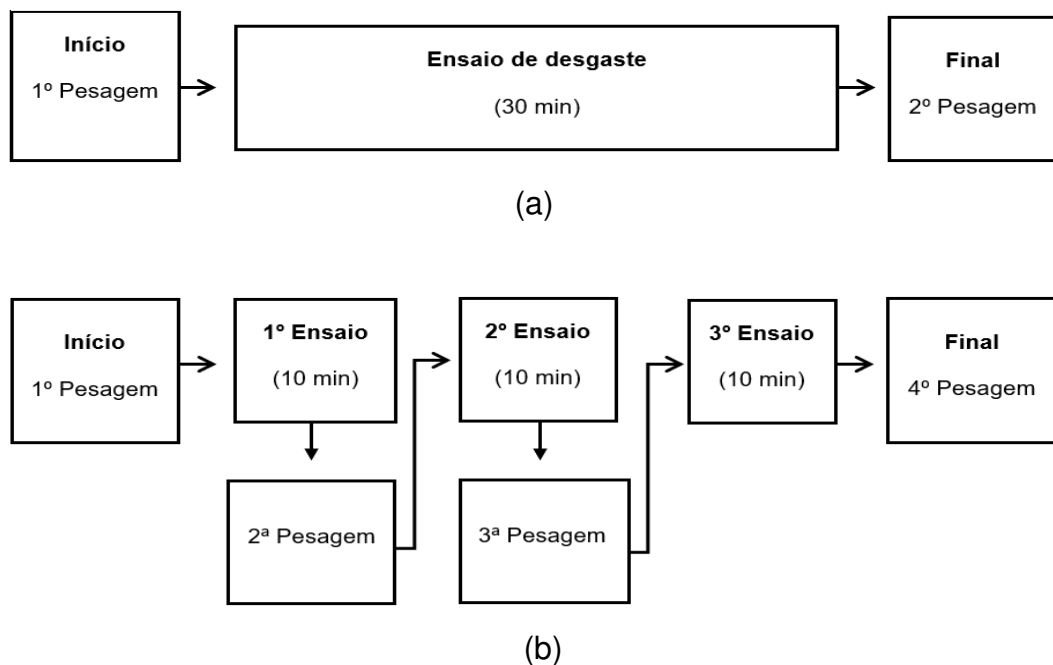 Início
1º Pesagem
Ensaio de desgaste
(30 min)
Final
2º Pesagem
(a)
Início
1º Pesagem
1º Ensaio
(10 min)
2º Ensaio
(10 min)
3º Ensaio
(10 min)
Final
4º Pesagem
2ª Pesagem
3ª Pesagem
(b)